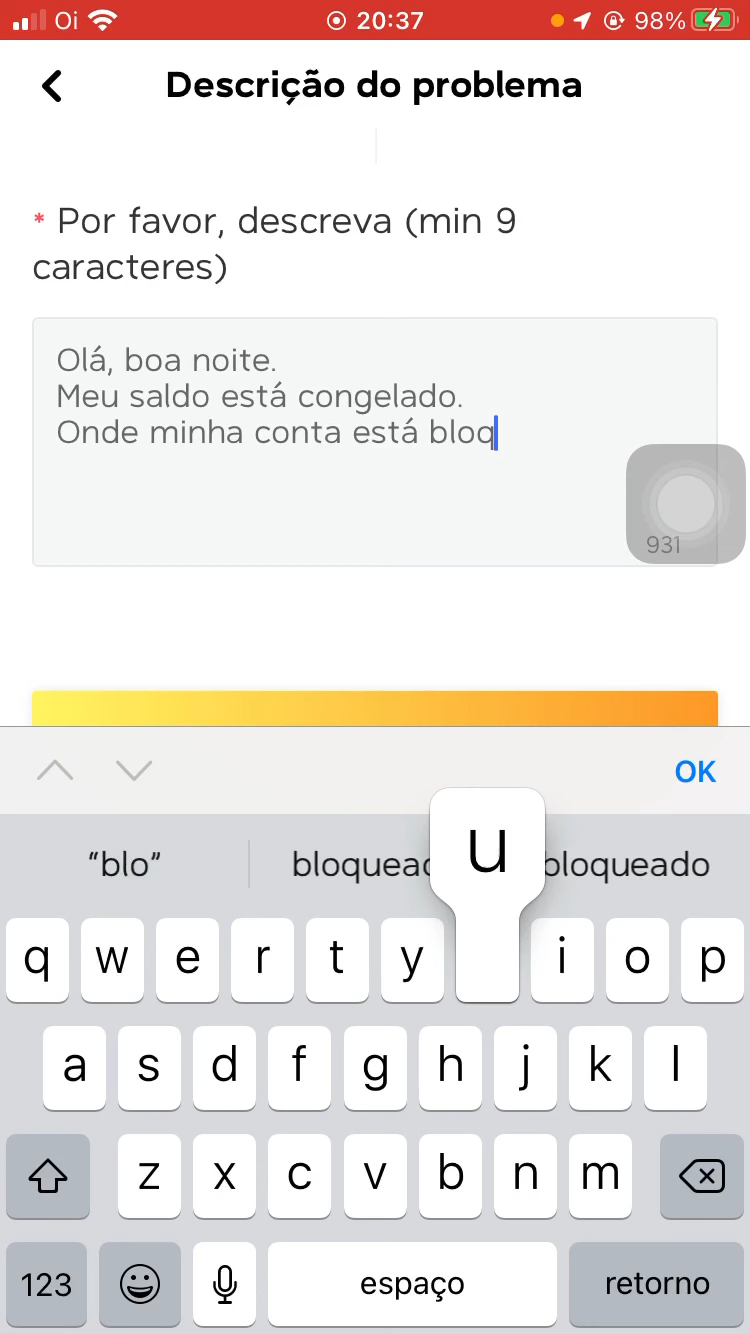 Oi 20:37 98%
Descrição do problema
* Por favor, descreva (min 9
caracteres)
Olá, boa noite.
Meu saldo está congelado.
Onde minha conta está bloq
931
OK
“blo” bloquead bloqueado
u
q w e r t y i o p
a s d f g h j k l
z x c v b n m
123 espaço retorno